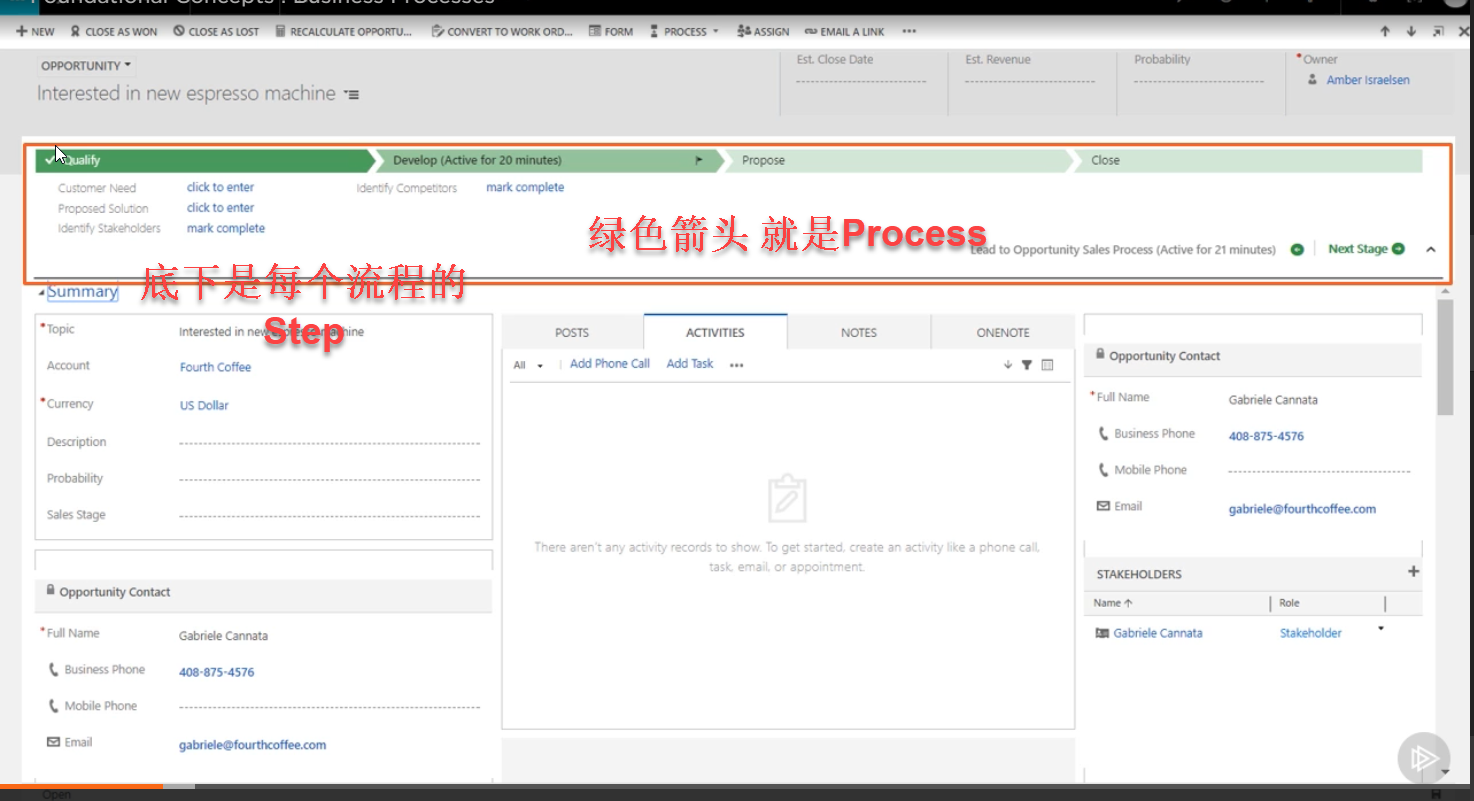 Foundational Concepts : Business Processes
NEW CLOSE AS WON CLOSE AS LOST RECALCULATE OPPORTU... CONVERT TO WORK ORD... FORM PROCESS ASSIGN EMAIL A LINK ...
OPPORTUNITY
Interested in new espresso machine
Est. Close Date
Est. Revenue
Probability
*Owner
Amber Israelsen
Qualify
Develop (Active for 20 minutes)
Propose
Close
Customer Need click to enter
Proposed Solution click to enter
Identify Stakeholders mark complete
Identify Competitors mark complete
绿色箭头 就是Process
Lead to Opportunity Sales Process (Active for 21 minutes)
Next Stage
底下是每个流程的
Step
Summary
*Topic Interested in new espresso machine
Account Fourth Coffee
*Currency US Dollar
Description
Probability
Sales Stage
Opportunity Contact
*Full Name Gabriele Cannata
Business Phone 408-875-4576
Mobile Phone
Email gabriele@fourthcoffee.com
POSTS ACTIVITIES NOTES ONENOTE
All Add Phone Call Add Task ...
There aren't any activity records to show. To get started, create an activity like a phone call,
task, email, or appointment.
Opportunity Contact
*Full Name Gabriele Cannata
Business Phone 408-875-4576
Mobile Phone
Email gabriele@fourthcoffee.com
STAKEHOLDERS
Name Role
Gabriele Cannata Stakeholder
Open